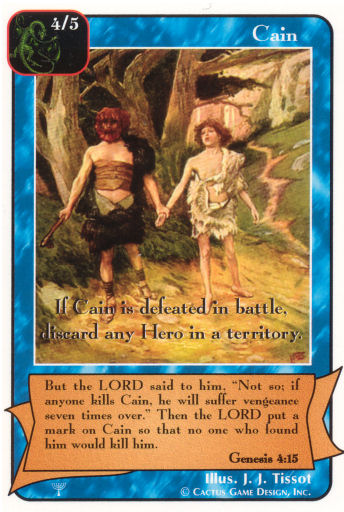 4/5
Cain
If Cain is defeated in battle,
discard any Hero in a territory.
But the LORD said to him, “Not so; if
anyone kills Cain, he will suffer vengeance
seven times over.” Then the LORD put a
mark on Cain so that no one who found
him would kill him.
Genesis 4:15
Illus. J. J. Tissot
© CACTUS GAME DESIGN, INC.